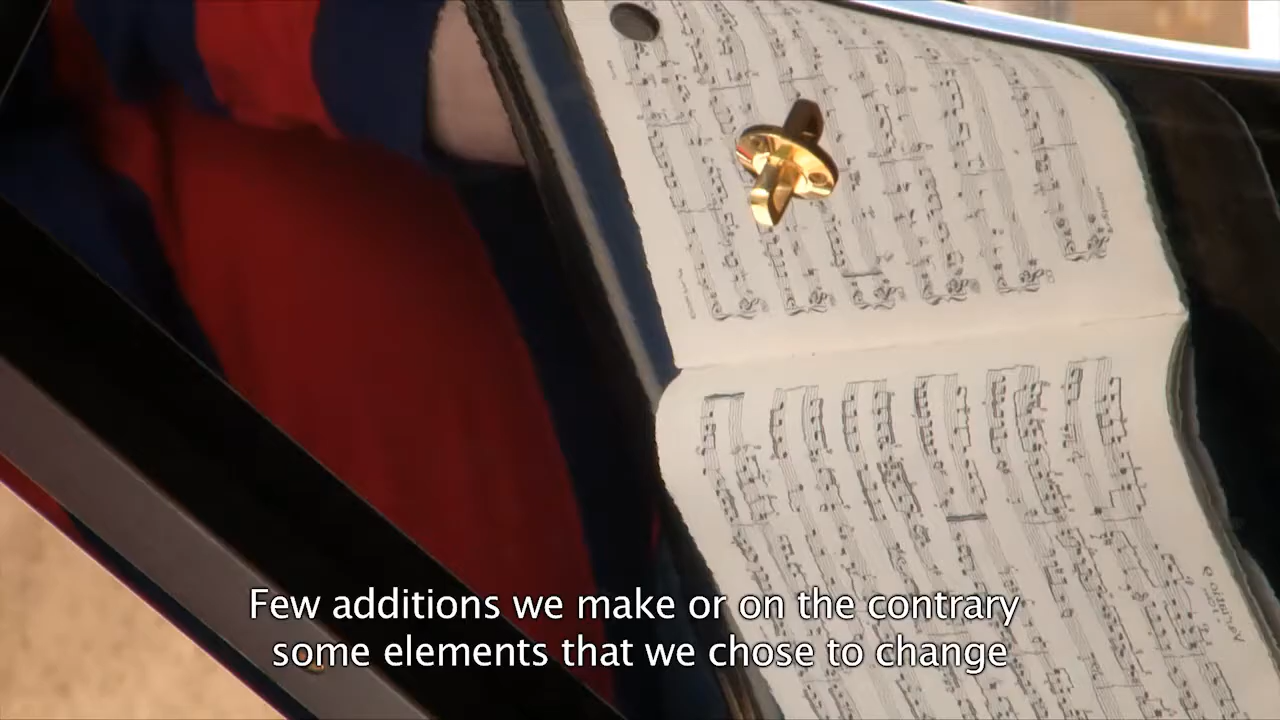 Few additions we make or on the contrary
some elements that we chose to change